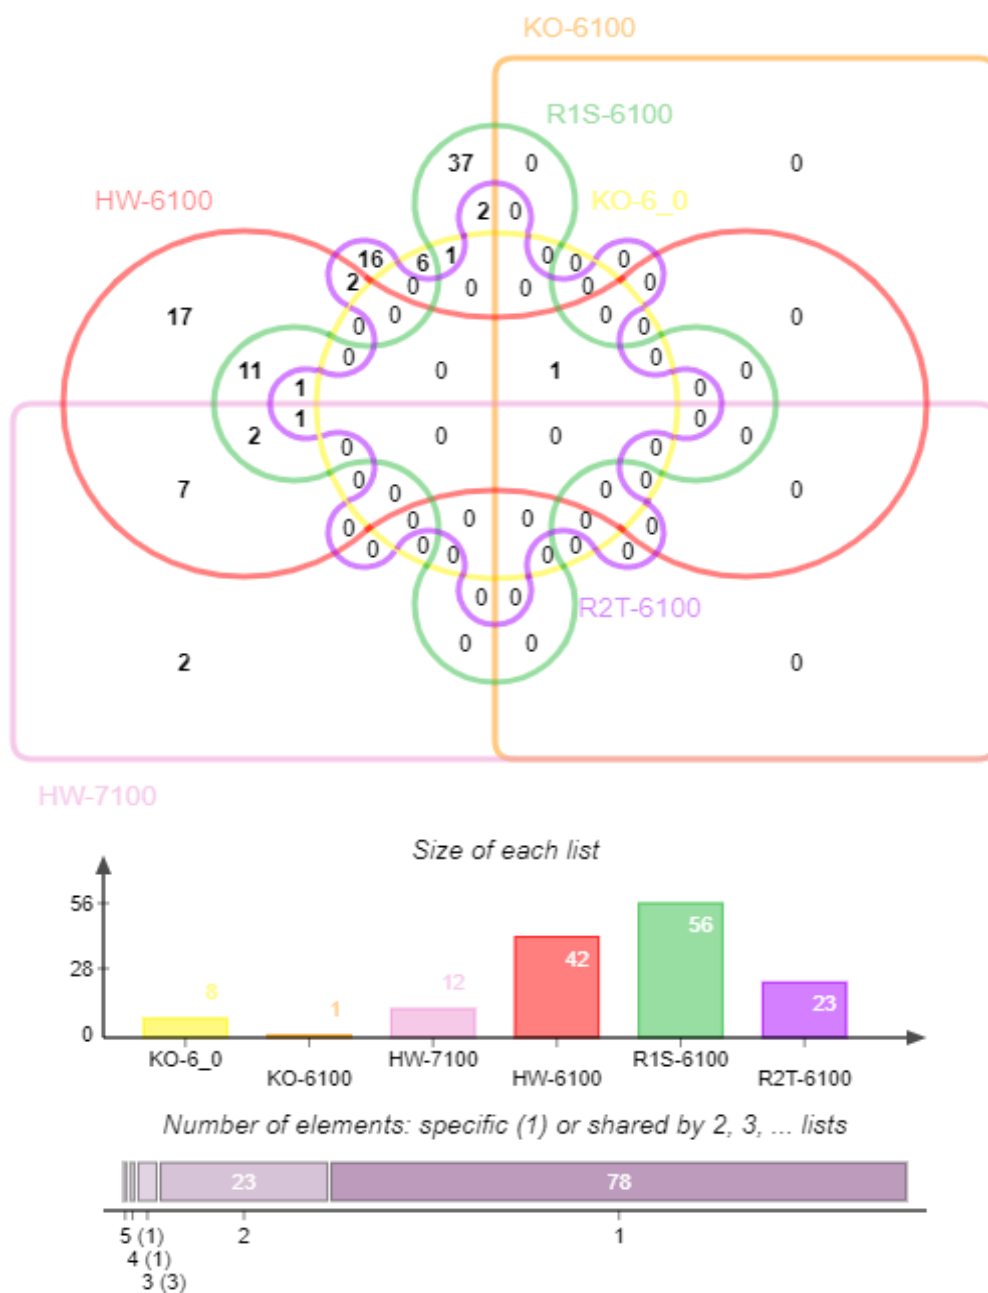 KO-6100
R1S-6100
37 0 0
HW-6100 KO-6_0
2 0
16 6 1 0 0 0
2 0 0 0 0 0
17 0 0 0 0 0
0 0
11 1 0 1 0 0
1 0
2 0 0 0 0
0 0
7 0 0 0 0 0
0 0 0 0 0 0
0 0 0 0 0 0
0 0 R2T-6100
0 0
2 0
HW-7100
Size of each list
56
28
0
8 1 12 42 56 23
KO-6_0 HW-7100 R1S-6100
KO-6100 HW-6100 R2T-6100
Number of elements: specific (1) or shared by 2, 3, ... lists
23 78
5 (1) 2 1
4 (1)
3 (3)